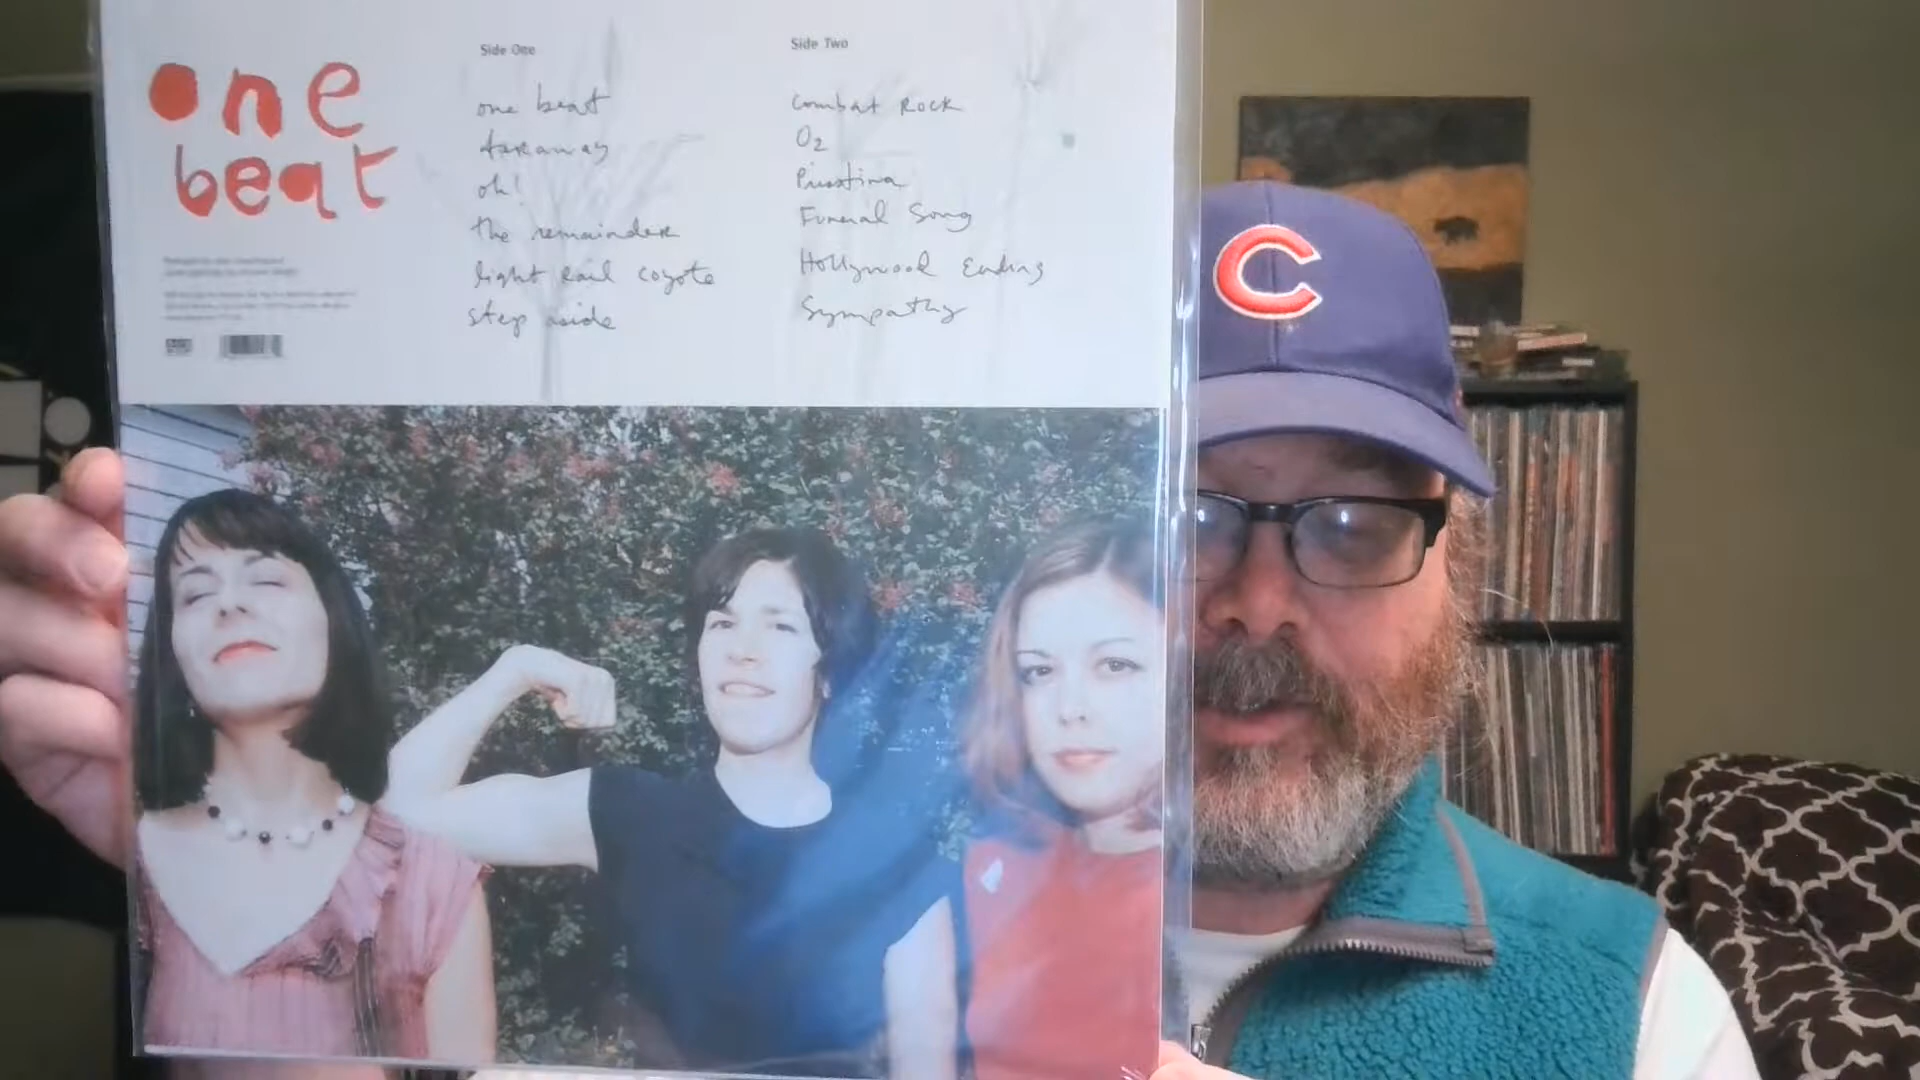 one
beat
Side One
one beat
faraway
oh!
the remainder
light rail coyote
step aside
Side Two
Combat Rock
O2
Prisstina
Funeral Song
Hollywood Ending
Sympathy
C